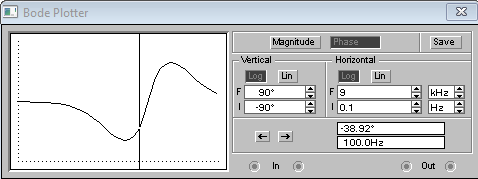 Bode Plotter
Magnitude Phase Save
Vertical Horizontal
Log Lin Log Lin
F 90° F 9 kHz
I -90° I 0.1 Hz
-38.92°
100.0Hz
In Out